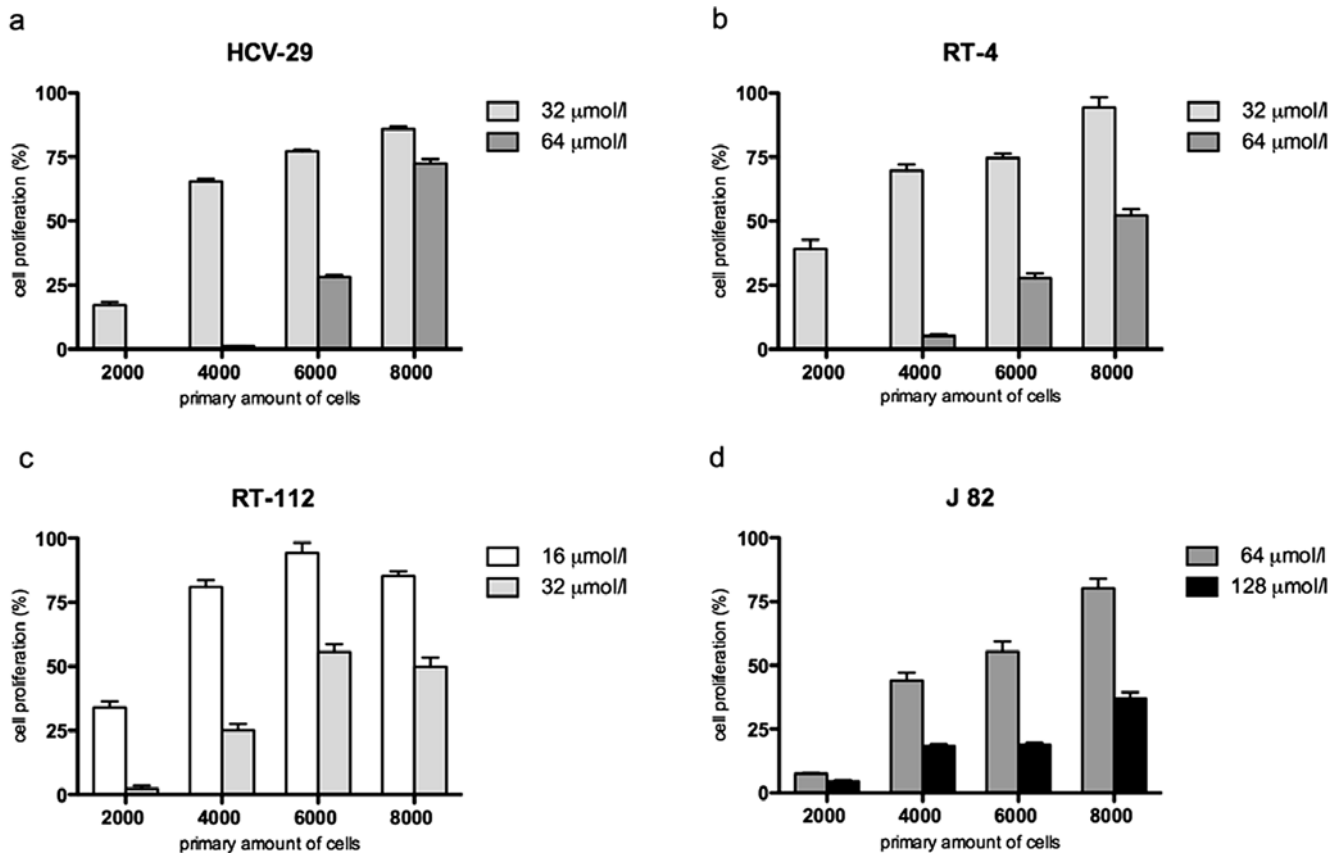 a
HCV-29
100
75
50
25
0
cell proliferation (%)
2000 4000 6000 8000
primary amount of cells
32 μmol/l
64 μmol/l
b
RT-4
100
75
50
25
0
cell proliferation (%)
2000 4000 6000 8000
primary amount of cells
32 μmol/l
64 μmol/l
c
RT-112
100
75
50
25
0
cell proliferation (%)
2000 4000 6000 8000
primary amount of cells
16 μmol/l
32 μmol/l
d
J 82
100
75
50
25
0
cell proliferation (%)
2000 4000 6000 8000
primary amount of cells
64 μmol/l
128 μmol/l